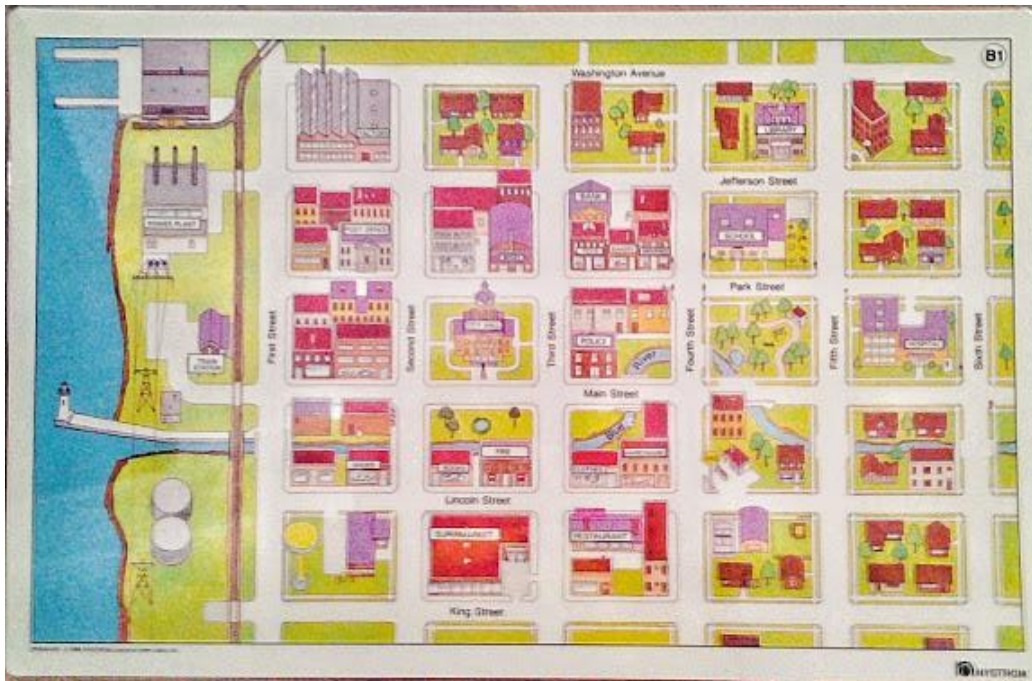 B1
Washington Avenue
LIBRARY
Jefferson Street
POWER PLANT
POST OFFICE
BANK
SCHOOL
Park Street
First Street
Second Street
Third Street
Fourth Street
Fifth Street
Sixth Street
TRAIN
STATION
CITY HALL
POLICE
River
HOSPITAL
Main Street
Blue
FIRE
Lincoln Street
SUPERMARKET
RESTAURANT
King Street
NYSTROM